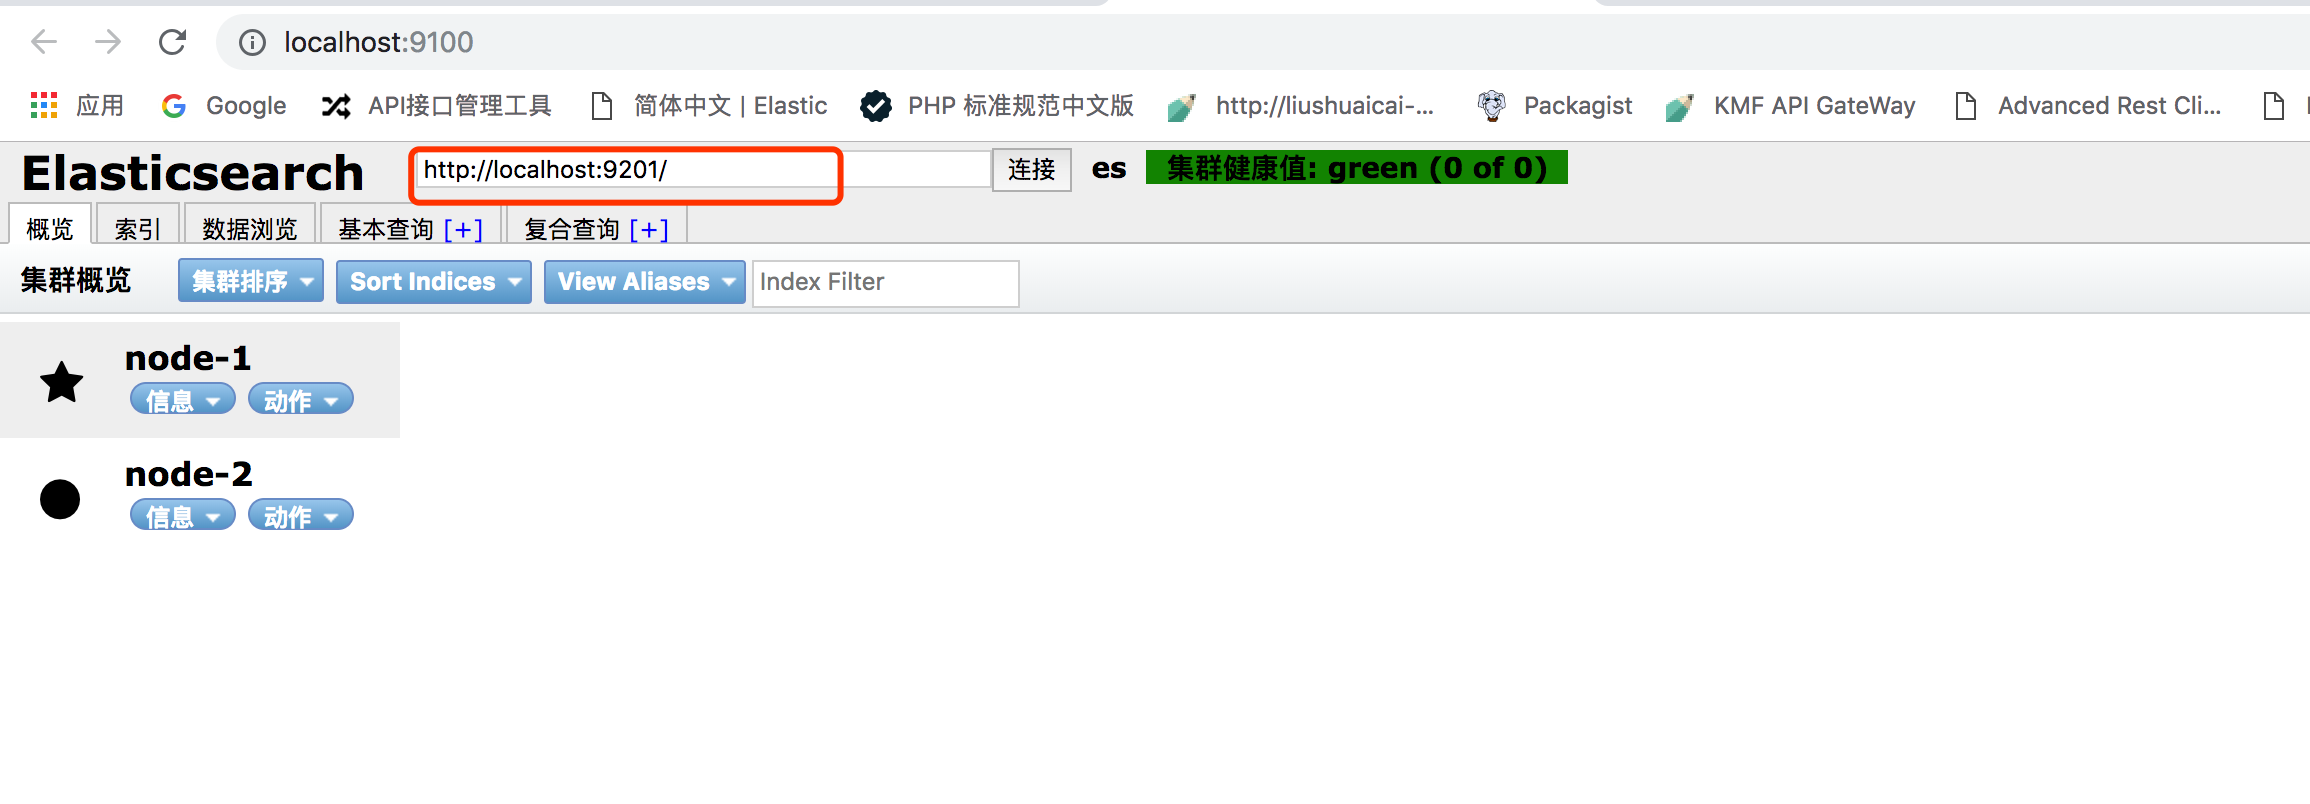 localhost:9100
应用 Google API接口管理工具 简体中文 | Elastic PHP 标准规范中文版 http://liushuaicai-... Packagist KMF API GateWay Advanced Rest Cli...
Elasticsearch http://localhost:9201/ 连接 es 集群健康值: green (0 of 0)
概览 索引 数据浏览 基本查询 [+] 复合查询 [+]
集群概览 集群排序 Sort Indices View Aliases Index Filter
node-1
信息 动作
node-2
信息 动作